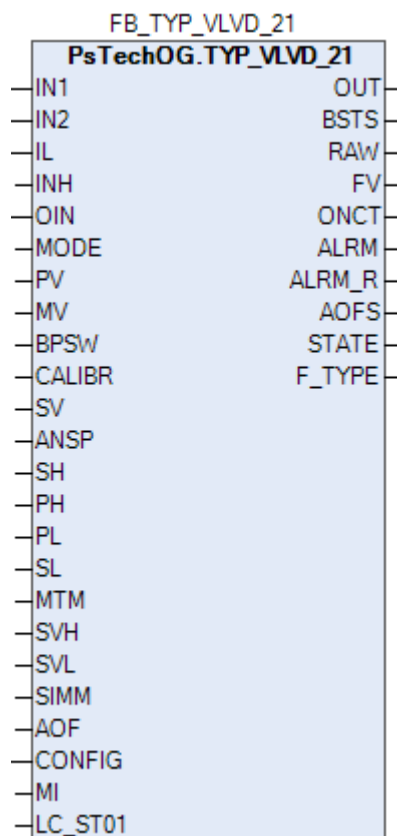 FB_TYP_VLVD_21
PsTechOG.TYP_VLVD_21
IN1 OUT
IN2 BSTS
IL RAW
INH FV
OIN ONCT
MODE ALRM
PV ALRM_R
MV AOFS
BPSW STATE
CALIBR F_TYPE
SV
ANSP
SH
PH
PL
SL
MTM
SVH
SVL
SIMM
AOF
CONFIG
MI
LC_ST01